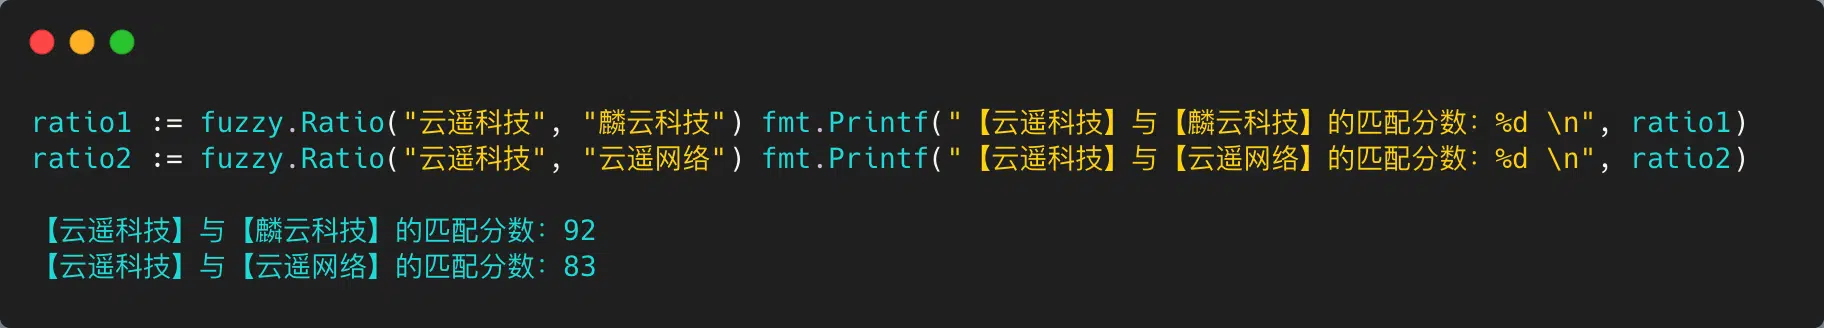 ratio1 := fuzzy.Ratio("云遥科技", "麟云科技") fmt.Printf("【云遥科技】与【麟云科技】的匹配分数：%d \n", ratio1)
ratio2 := fuzzy.Ratio("云遥科技", "云遥网络") fmt.Printf("【云遥科技】与【云遥网络】的匹配分数：%d \n", ratio2)
【云遥科技】与【麟云科技】的匹配分数：92
【云遥科技】与【云遥网络】的匹配分数：83